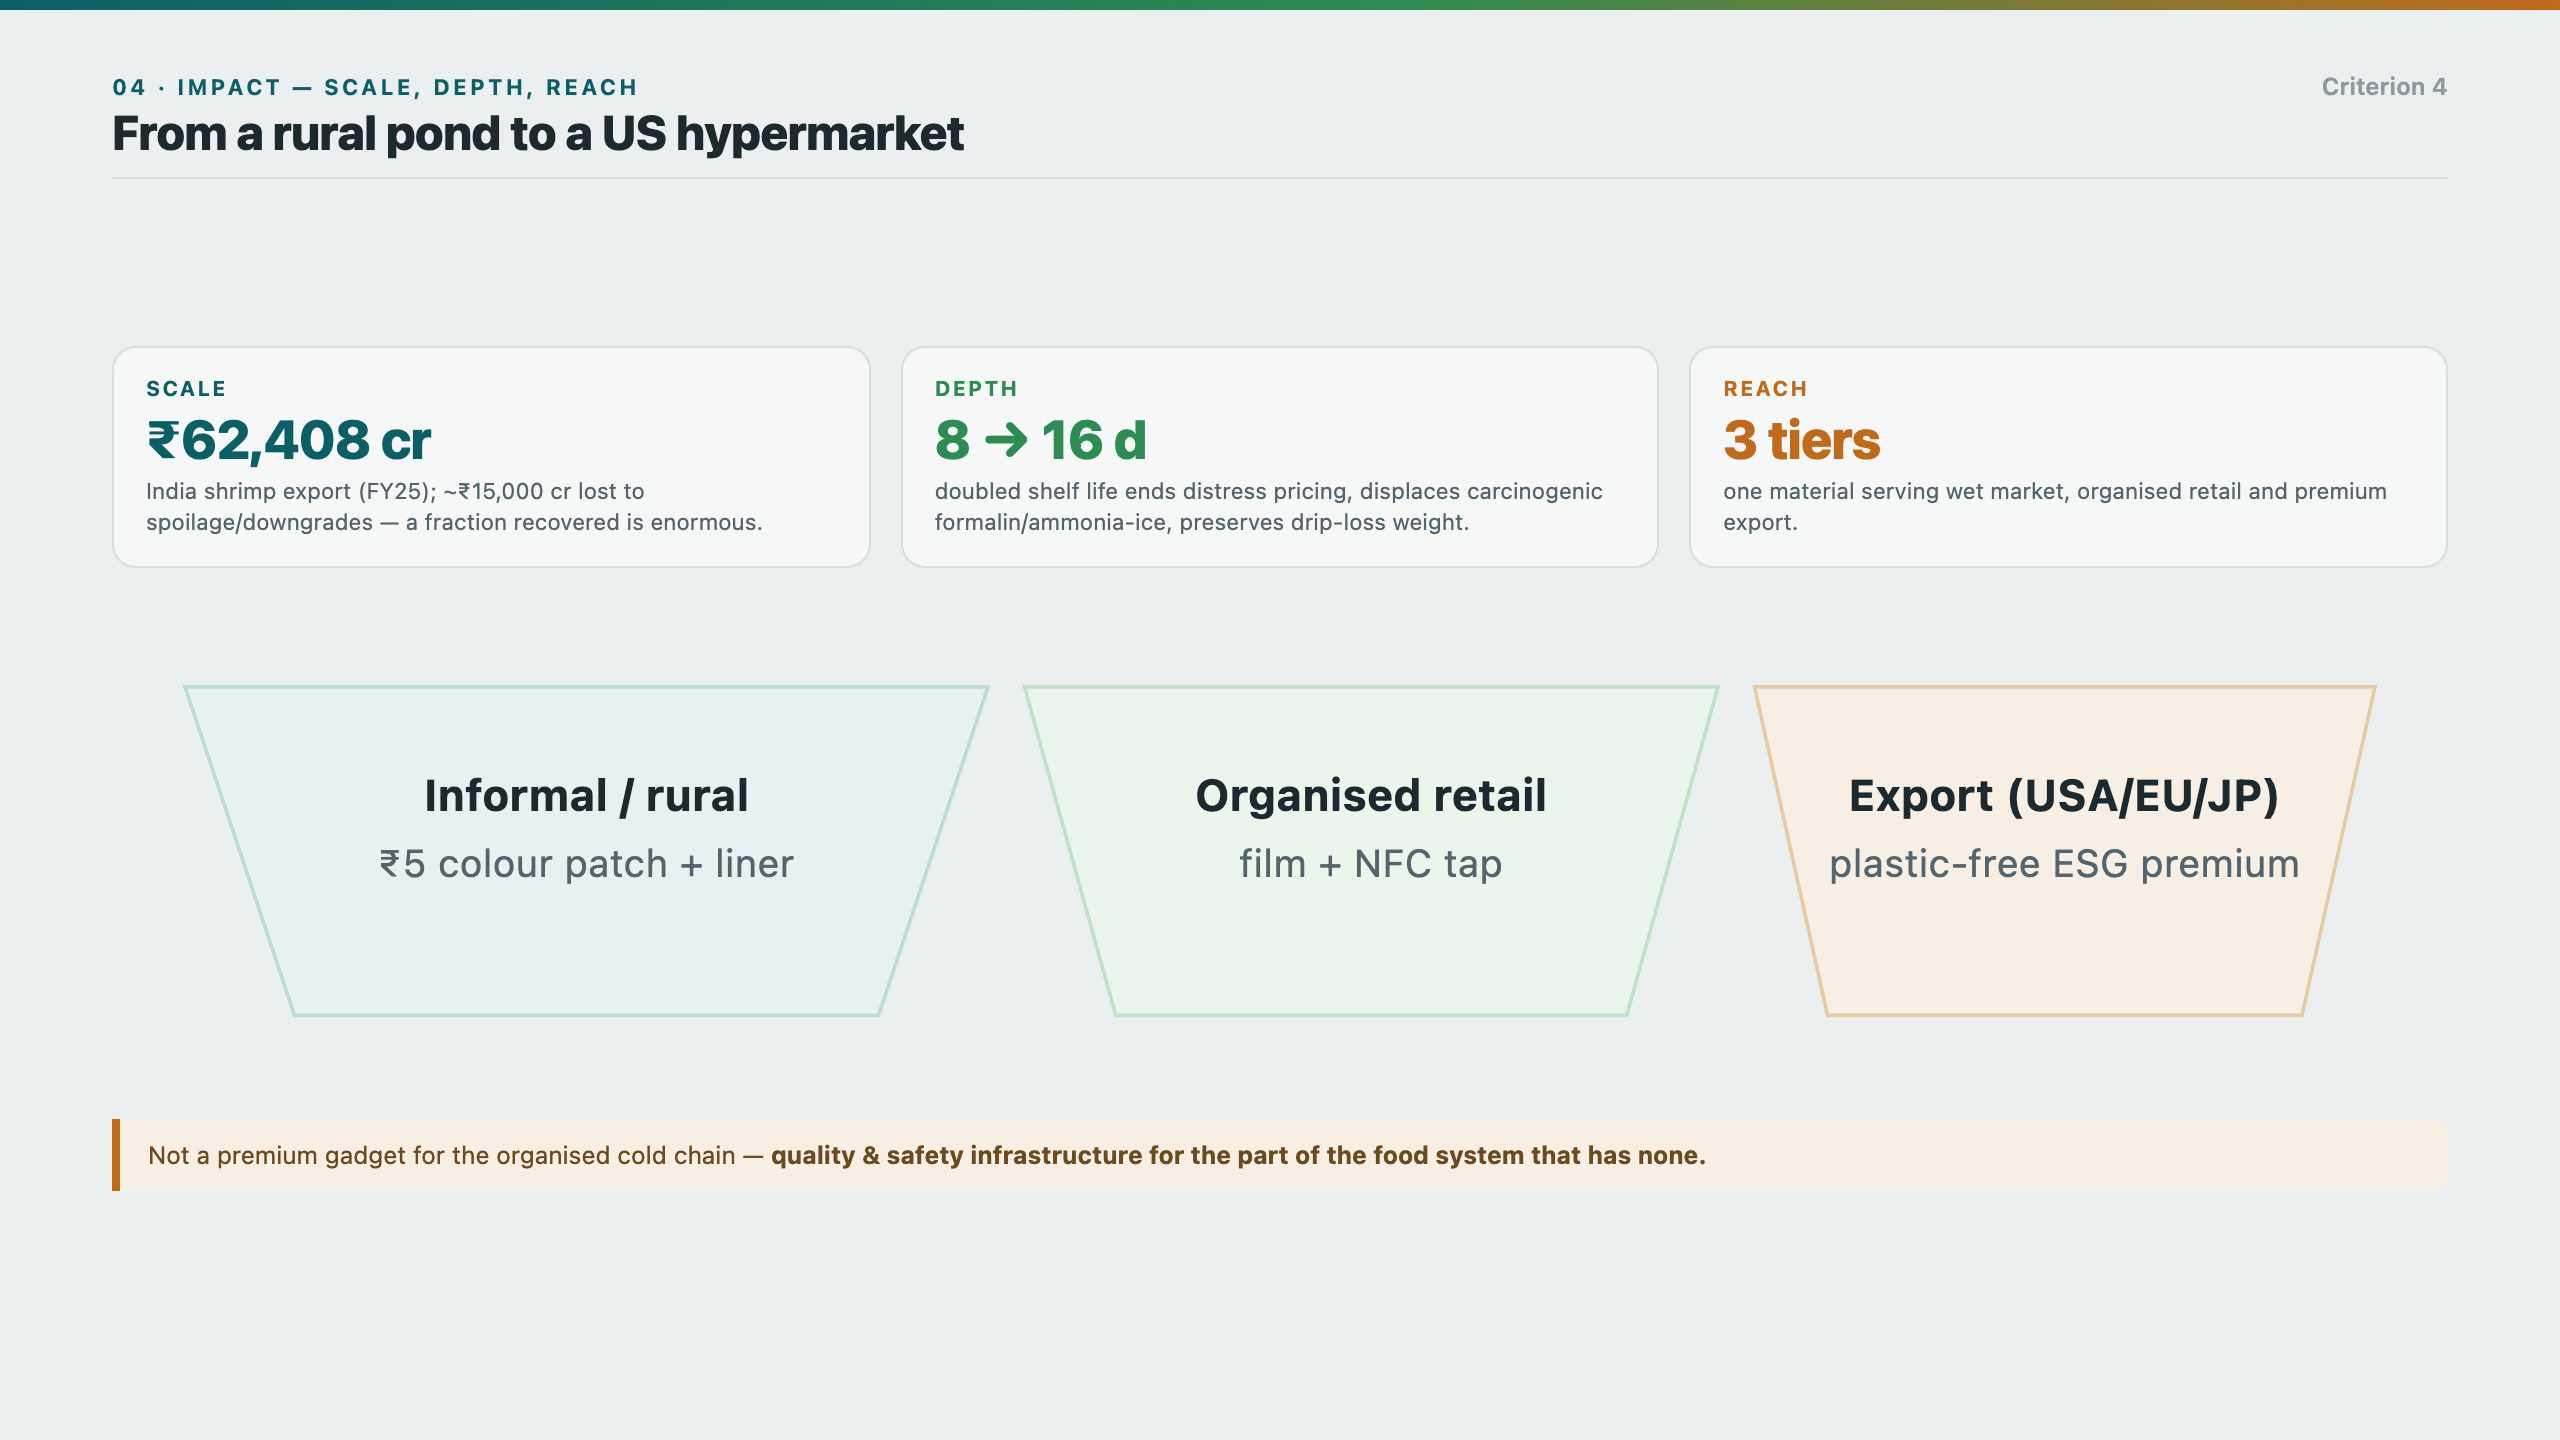 04 · IMPACT — SCALE, DEPTH, REACH
Criterion 4
From a rural pond to a US hypermarket
SCALE
₹62,408 cr
India shrimp export (FY25); ~₹15,000 cr lost to
spoilage/downgrades — a fraction recovered is enormous.
DEPTH
8 → 16 d
doubled shelf life ends distress pricing, displaces carcinogenic
formalin/ammonia-ice, preserves drip-loss weight.
REACH
3 tiers
one material serving wet market, organised retail and premium
export.
Informal / rural
₹5 colour patch + liner
Organised retail
film + NFC tap
Export (USA/EU/JP)
plastic-free ESG premium
Not a premium gadget for the organised cold chain — quality & safety infrastructure for the part of the food system that has none.